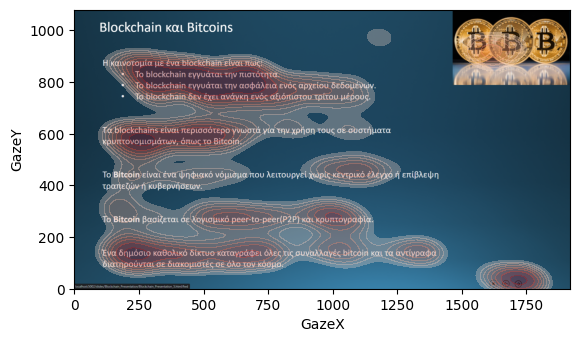 Blockchain και Bitcoins
Η καινοτομία με ένα blockchain είναι πως:
• Το blockchain εγγυάται την πιστότητα.
• Το blockchain εγγυάται την ασφάλεια ενός αρχείου δεδομένων.
• Το blockchain δεν έχει ανάγκη ενός αξιόπιστου τρίτου μέρους.
Τα blockchains είναι περισσότερο γνωστά για την χρήση τους σε συστήματα
κρυπτονομισμάτων, όπως το Bitcoin.
Το Bitcoin είναι ένα ψηφιακό νόμισμα που λειτουργεί χωρίς κεντρικό έλεγχο ή επίβλεψη
τραπεζών ή κυβερνήσεων.
Το Bitcoin βασίζεται σε λογισμικό peer-to-peer(P2P) και κρυπτογραφία.
Ένα δημόσιο καθολικό δίκτυο καταγράφει όλες τις συναλλαγές bitcoin και τα αντίγραφα
διατηρούνται σε διακομιστές σε όλο τον κόσμο.
GazeY
1000
800
600
400
200
0
0 250 500 750 1000 1250 1500 1750
GazeX